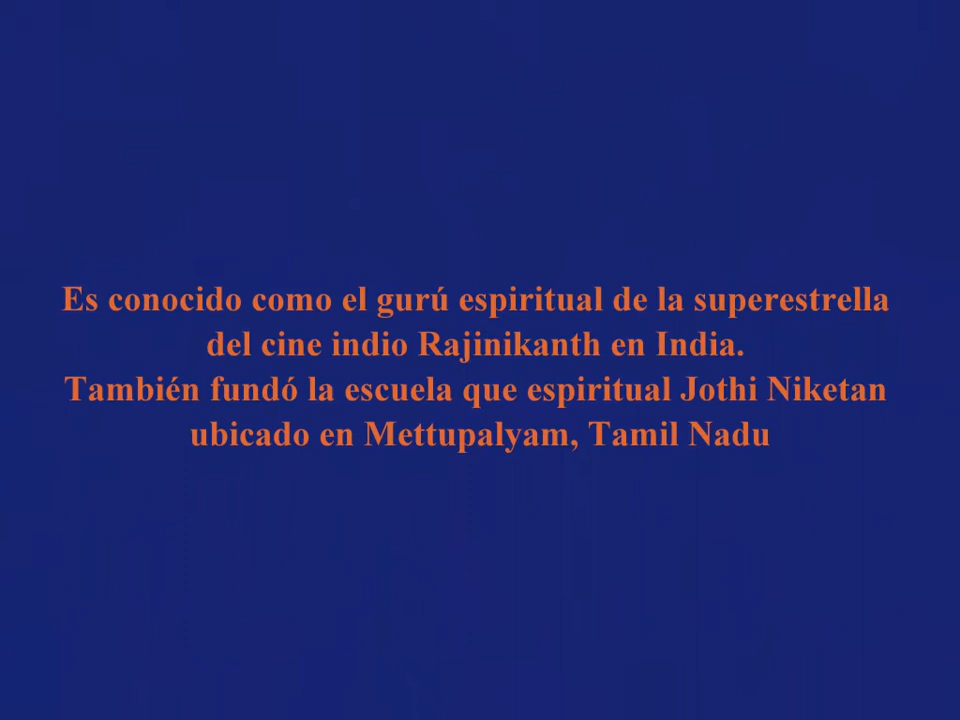 Es conocido como el gurú espiritual de la superestrella
del cine indio Rajinikanth en India.
También fundó la escuela que espiritual Jothi Niketan
ubicado en Mettupalyam, Tamil Nadu